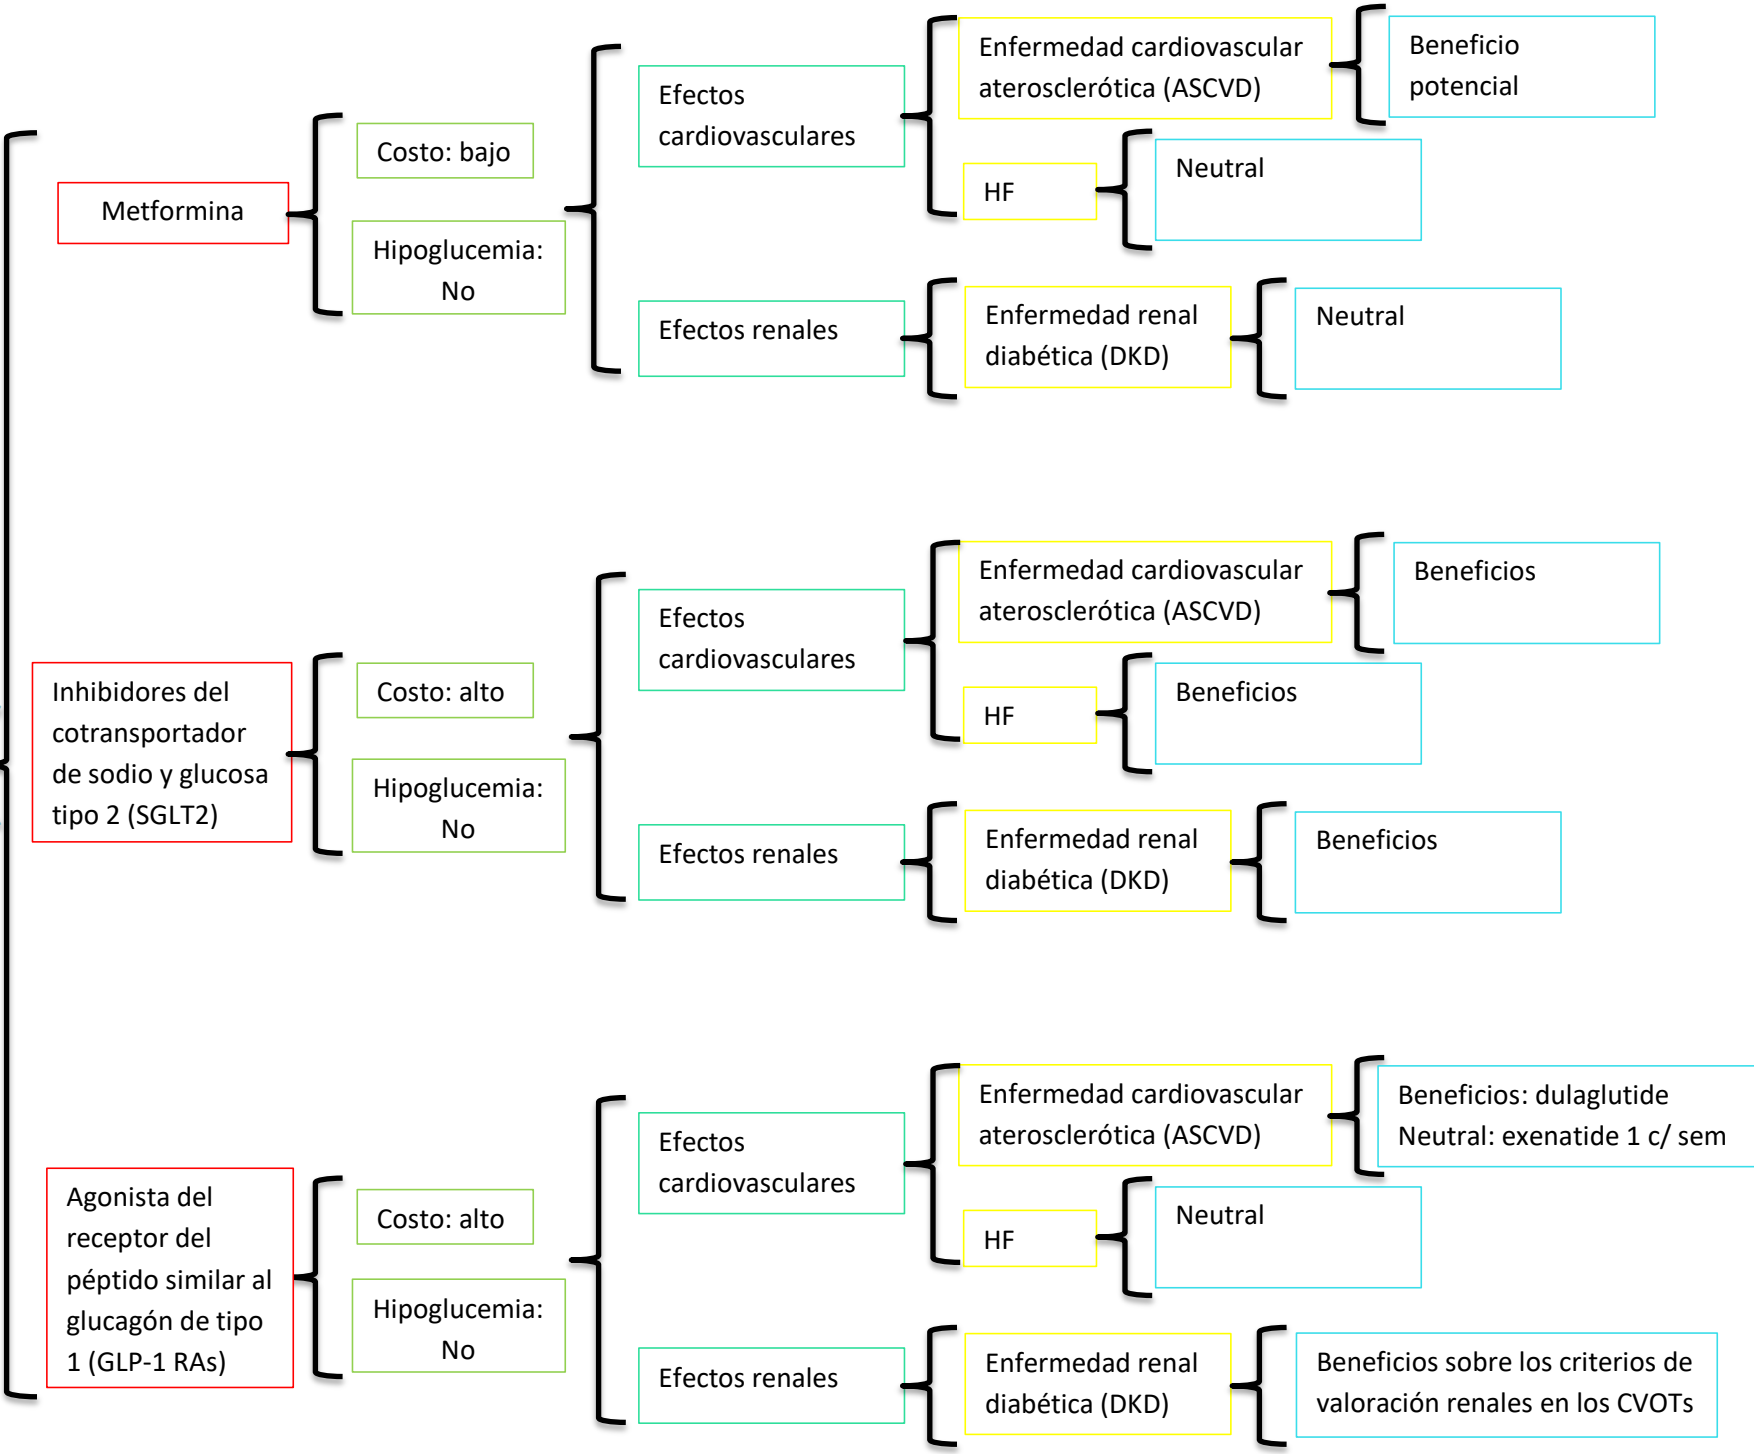 Metformina
Costo: bajo
Hipoglucemia:
No
Efectos
cardiovasculares
Enfermedad cardiovascular
aterosclerótica (ASCVD)
Beneficio
potencial
HF
Neutral
Efectos renales
Enfermedad renal
diabética (DKD)
Neutral
Inhibidores del
cotransportador
de sodio y glucosa
tipo 2 (SGLT2)
Costo: alto
Hipoglucemia:
No
Efectos
cardiovasculares
Enfermedad cardiovascular
aterosclerótica (ASCVD)
Beneficios
HF
Beneficios
Efectos renales
Enfermedad renal
diabética (DKD)
Beneficios
Agonista del
receptor del
péptido similar al
glucagón de tipo
1 (GLP-1 RAs)
Costo: alto
Hipoglucemia:
No
Efectos
cardiovasculares
Enfermedad cardiovascular
aterosclerótica (ASCVD)
Beneficios: dulaglutide
Neutral: exenatide 1 c/ sem
HF
Neutral
Efectos renales
Enfermedad renal
diabética (DKD)
Beneficios sobre los criterios de
valoración renales en los CVOTs